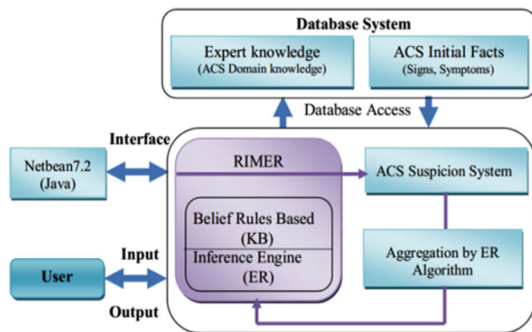 Database System
Expert knowledge
(ACS Domain knowledge)
ACS Initial Facts
(Signs, Symptoms)
Database Access
Interface
Netbean7.2
(Java)
RIMER
ACS Suspicion System
Belief Rules Based
(KB)
Inference Engine
(ER)
Aggregation by ER
Algorithm
Input
User
Output